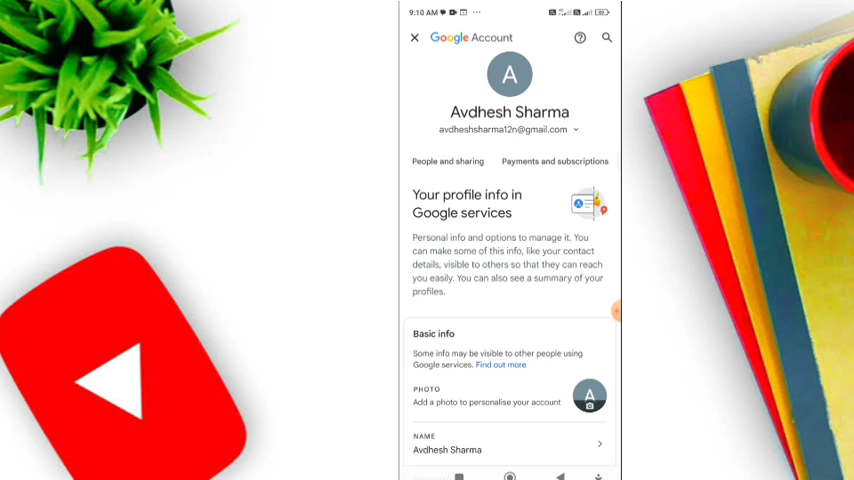 9:10 AM
Google Account
A
Avdhesh Sharma
avdheshsharma12n@gmail.com
People and sharing Payments and subscriptions
Your profile info in
Google services
Personal info and options to manage it. You
can make some of this info, like your contact
details, visible to others so that they can reach
you easily. You can also see a summary of your
profiles.
Basic info
Some info may be visible to other people using
Google services. Find out more
PHOTO
Add a photo to personalise your account
A
NAME
Avdhesh Sharma